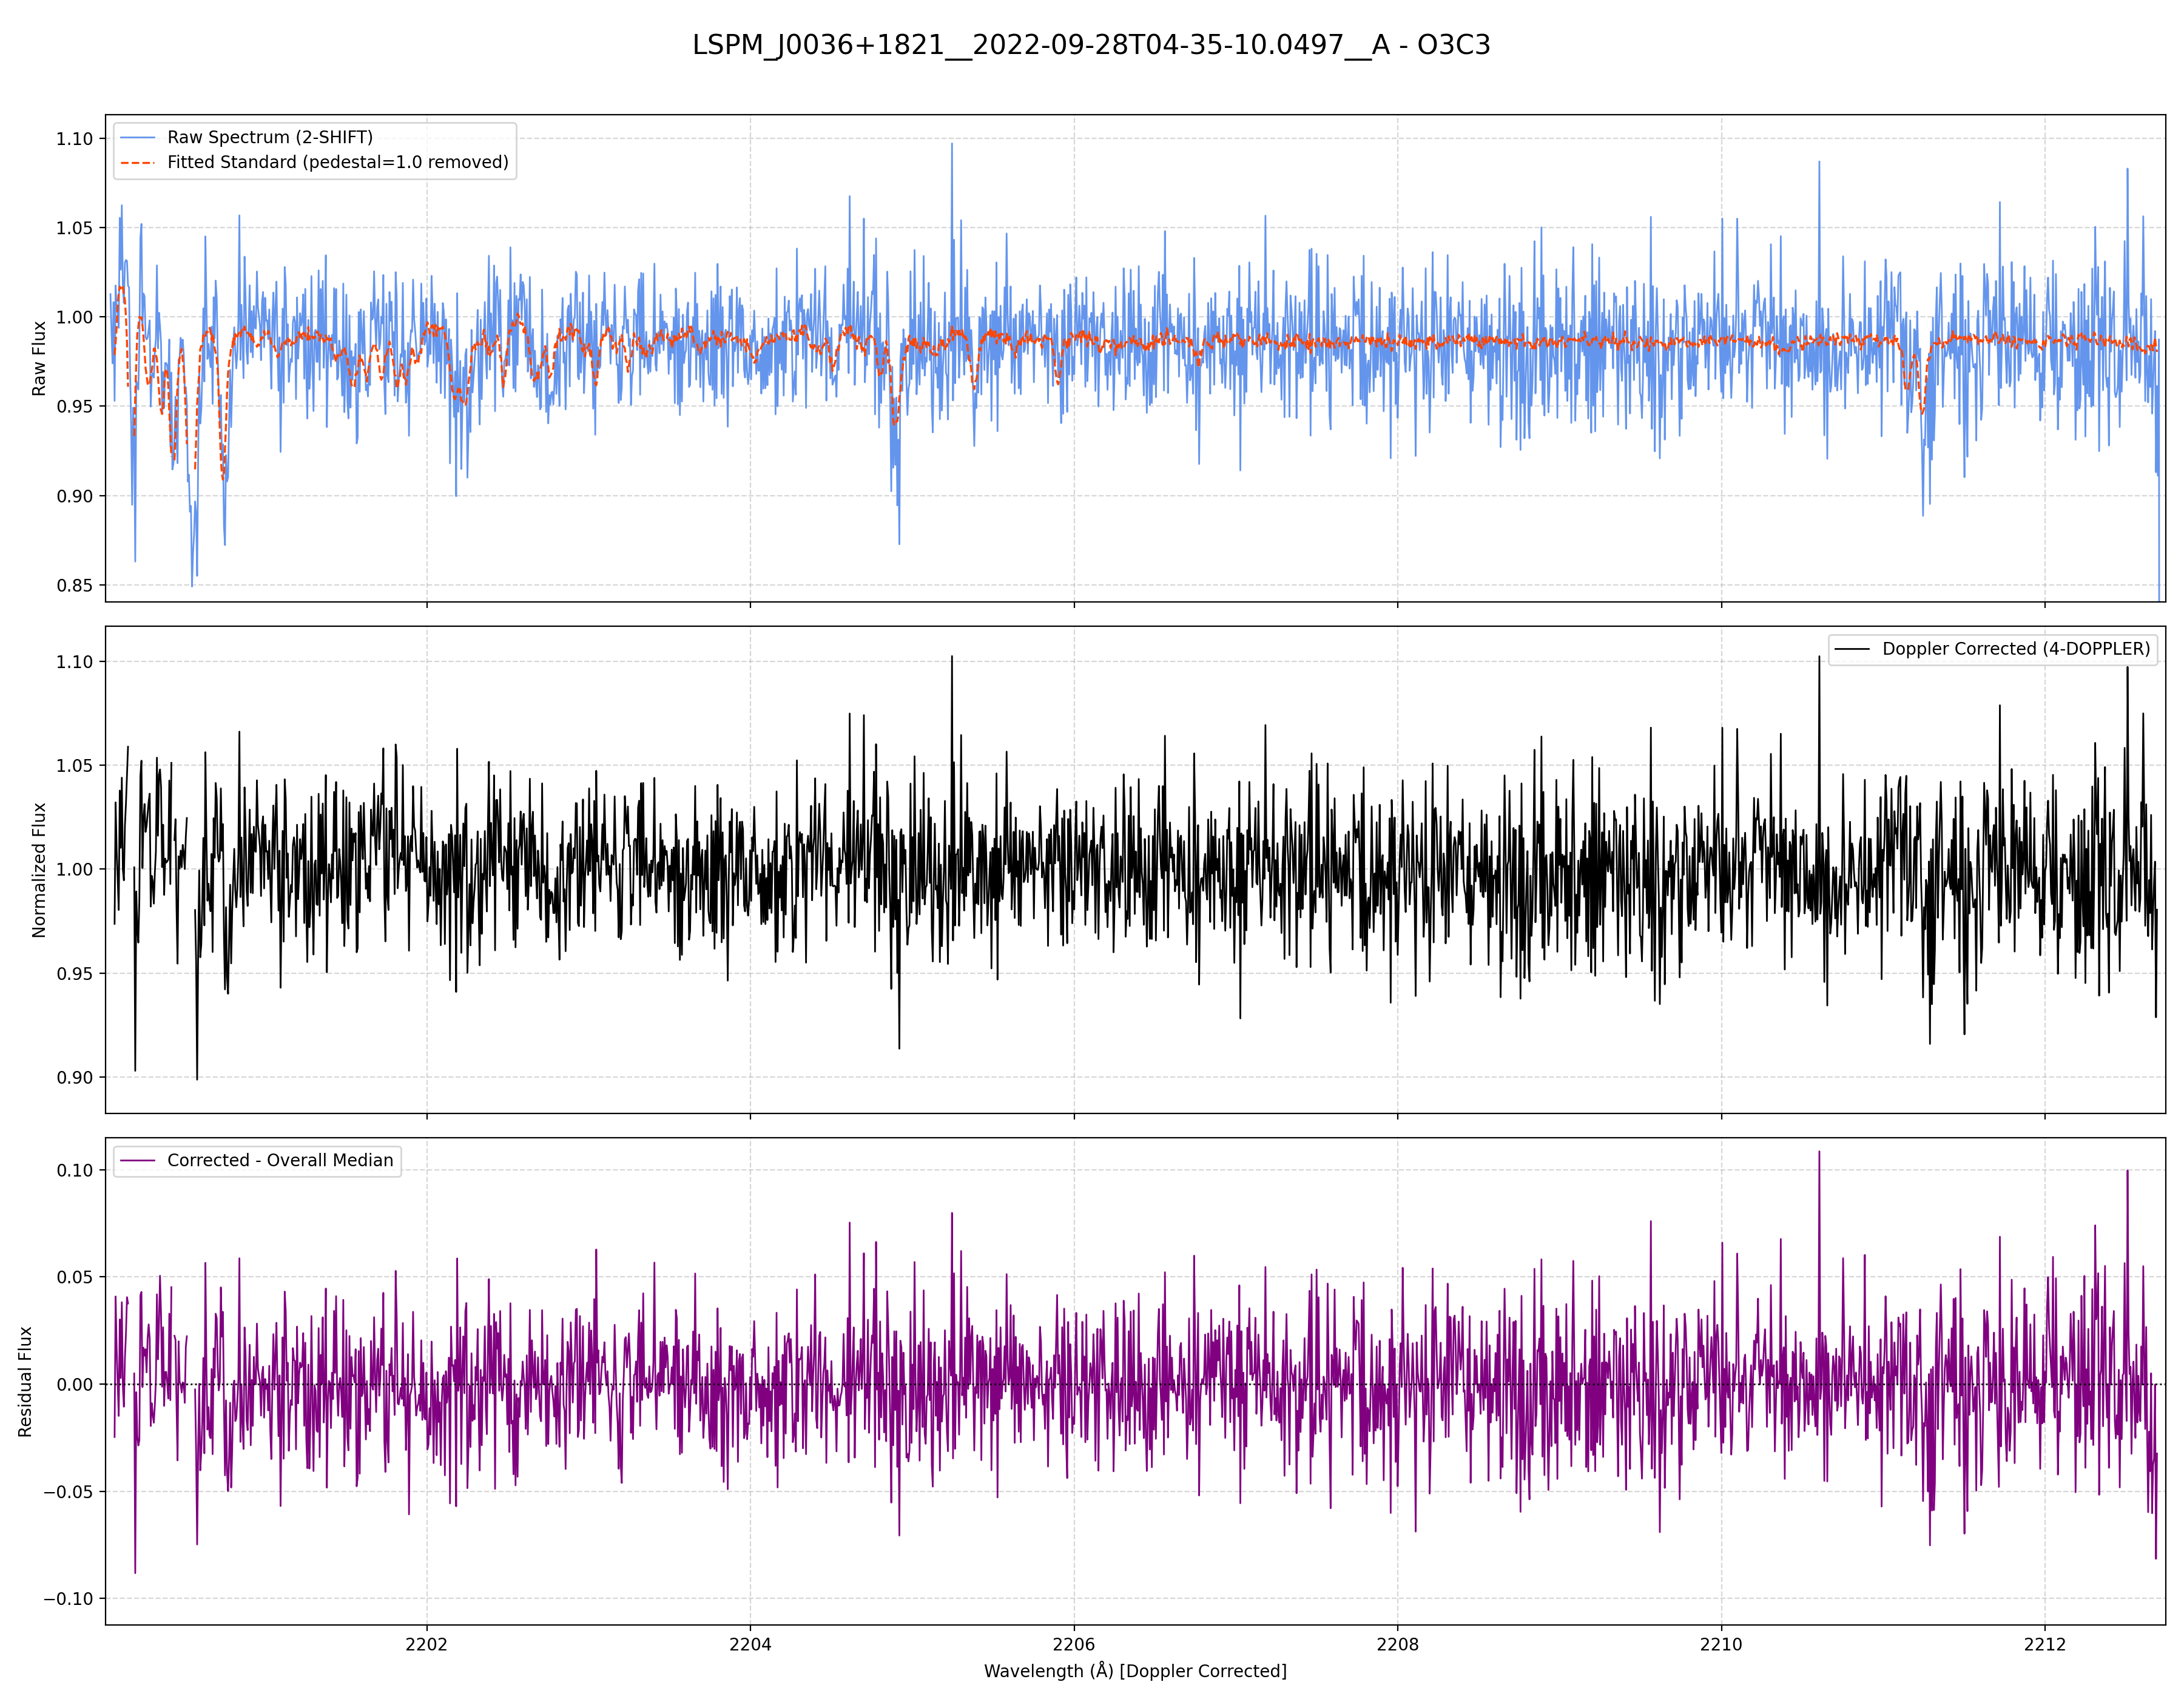 LSPM_J0036+1821__2022-09-28T04-35-10.0497__A - O3C3
Raw Spectrum (2-SHIFT)
Fitted Standard (pedestal=1.0 removed)
Raw Flux
1.10
1.05
1.00
0.95
0.90
0.85
Doppler Corrected (4-DOPPLER)
Normalized Flux
1.10
1.05
1.00
0.95
0.90
Corrected - Overall Median
Residual Flux
0.10
0.05
0.00
−0.05
−0.10
2202 2204 2206 2208 2210 2212
Wavelength (Å) [Doppler Corrected]